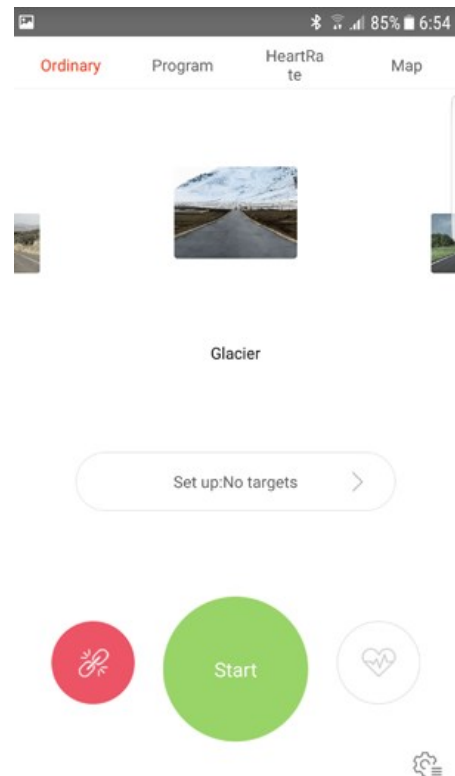 85% 6:54
Ordinary Program HeartRa Map
te
Glacier
Set up:No targets
Start